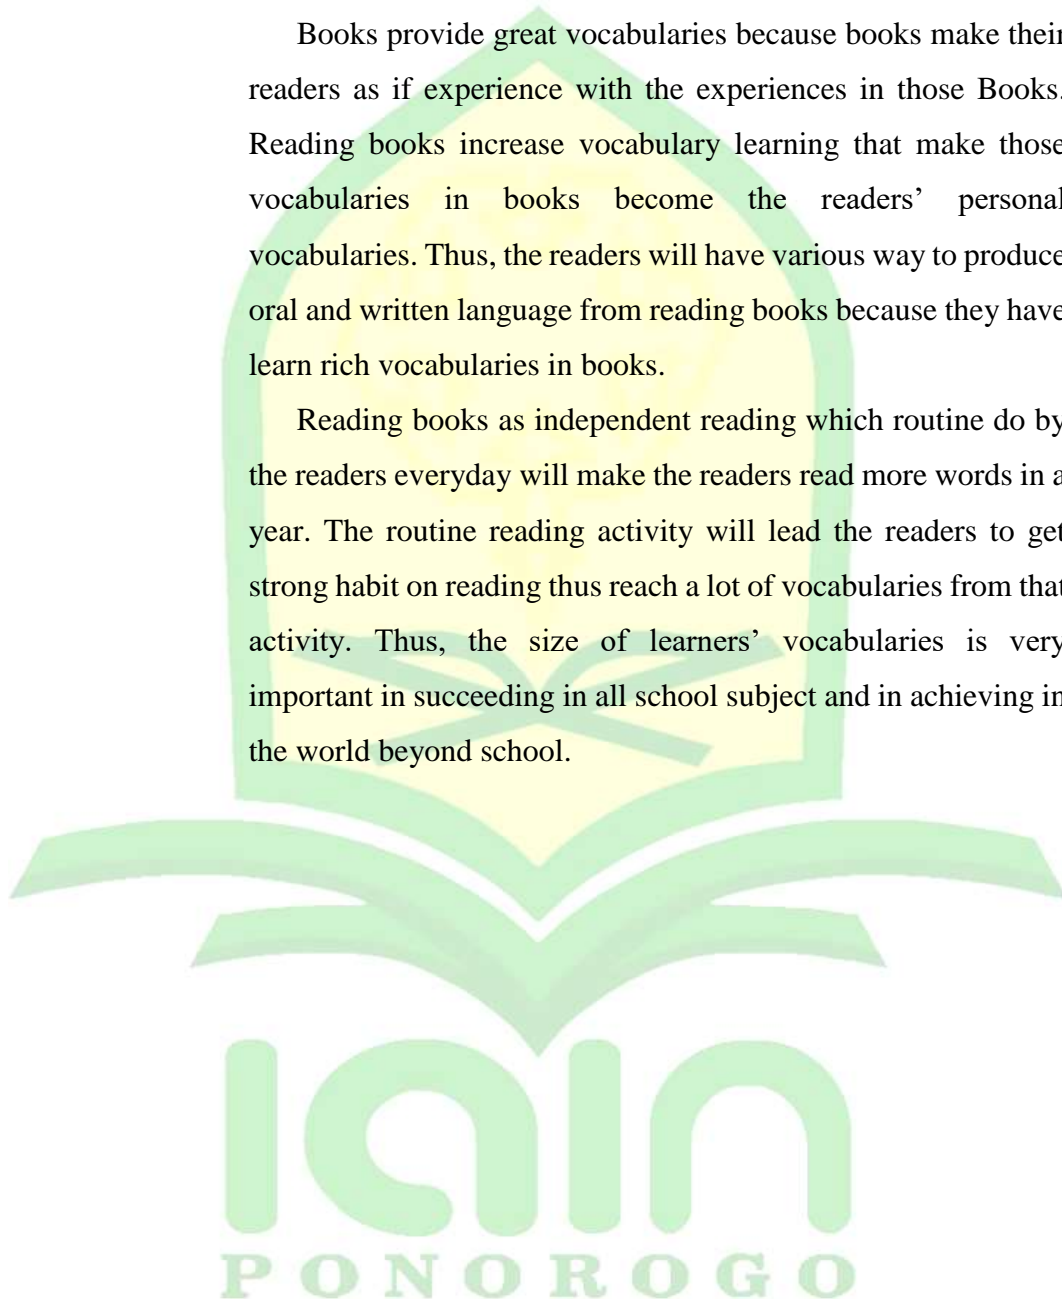 Books provide great vocabularies because books make their
readers as if experience with the experiences in those Books.
Reading books increase vocabulary learning that make those
vocabularies in books become the readers’ personal
vocabularies. Thus, the readers will have various way to produce
oral and written language from reading books because they have
learn rich vocabularies in books.
Reading books as independent reading which routine do by
the readers everyday will make the readers read more words in a
year. The routine reading activity will lead the readers to get
strong habit on reading thus reach a lot of vocabularies from that
activity. Thus, the size of learners’ vocabularies is very
important in succeeding in all school subject and in achieving in
the world beyond school.
iain
PONOROGO